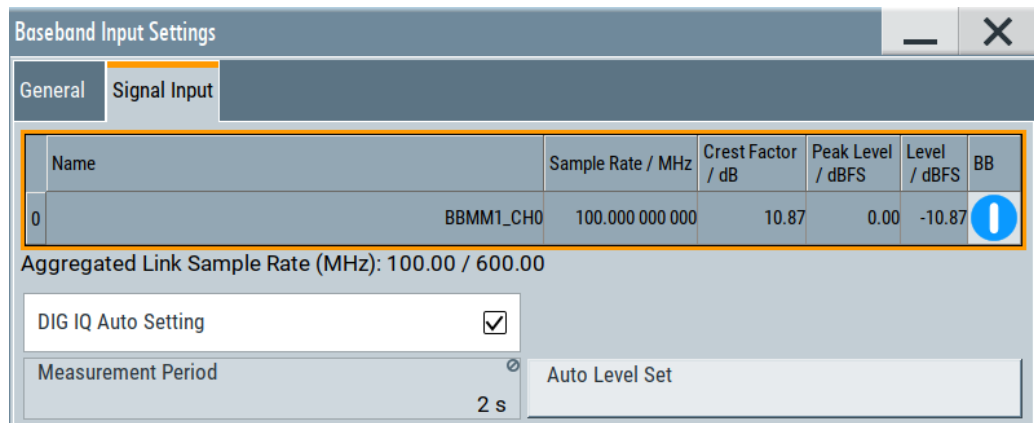 Baseband Input Settings
General Signal Input
Name Sample Rate / MHz Crest Factor / dB Peak Level / dBFS Level / dBFS BB
0 BBMM1_CH0 100.000 000 000 10.87 0.00 -10.87
Aggregated Link Sample Rate (MHz): 100.00 / 600.00
DIG IQ Auto Setting
Measurement Period Auto Level Set
2 s